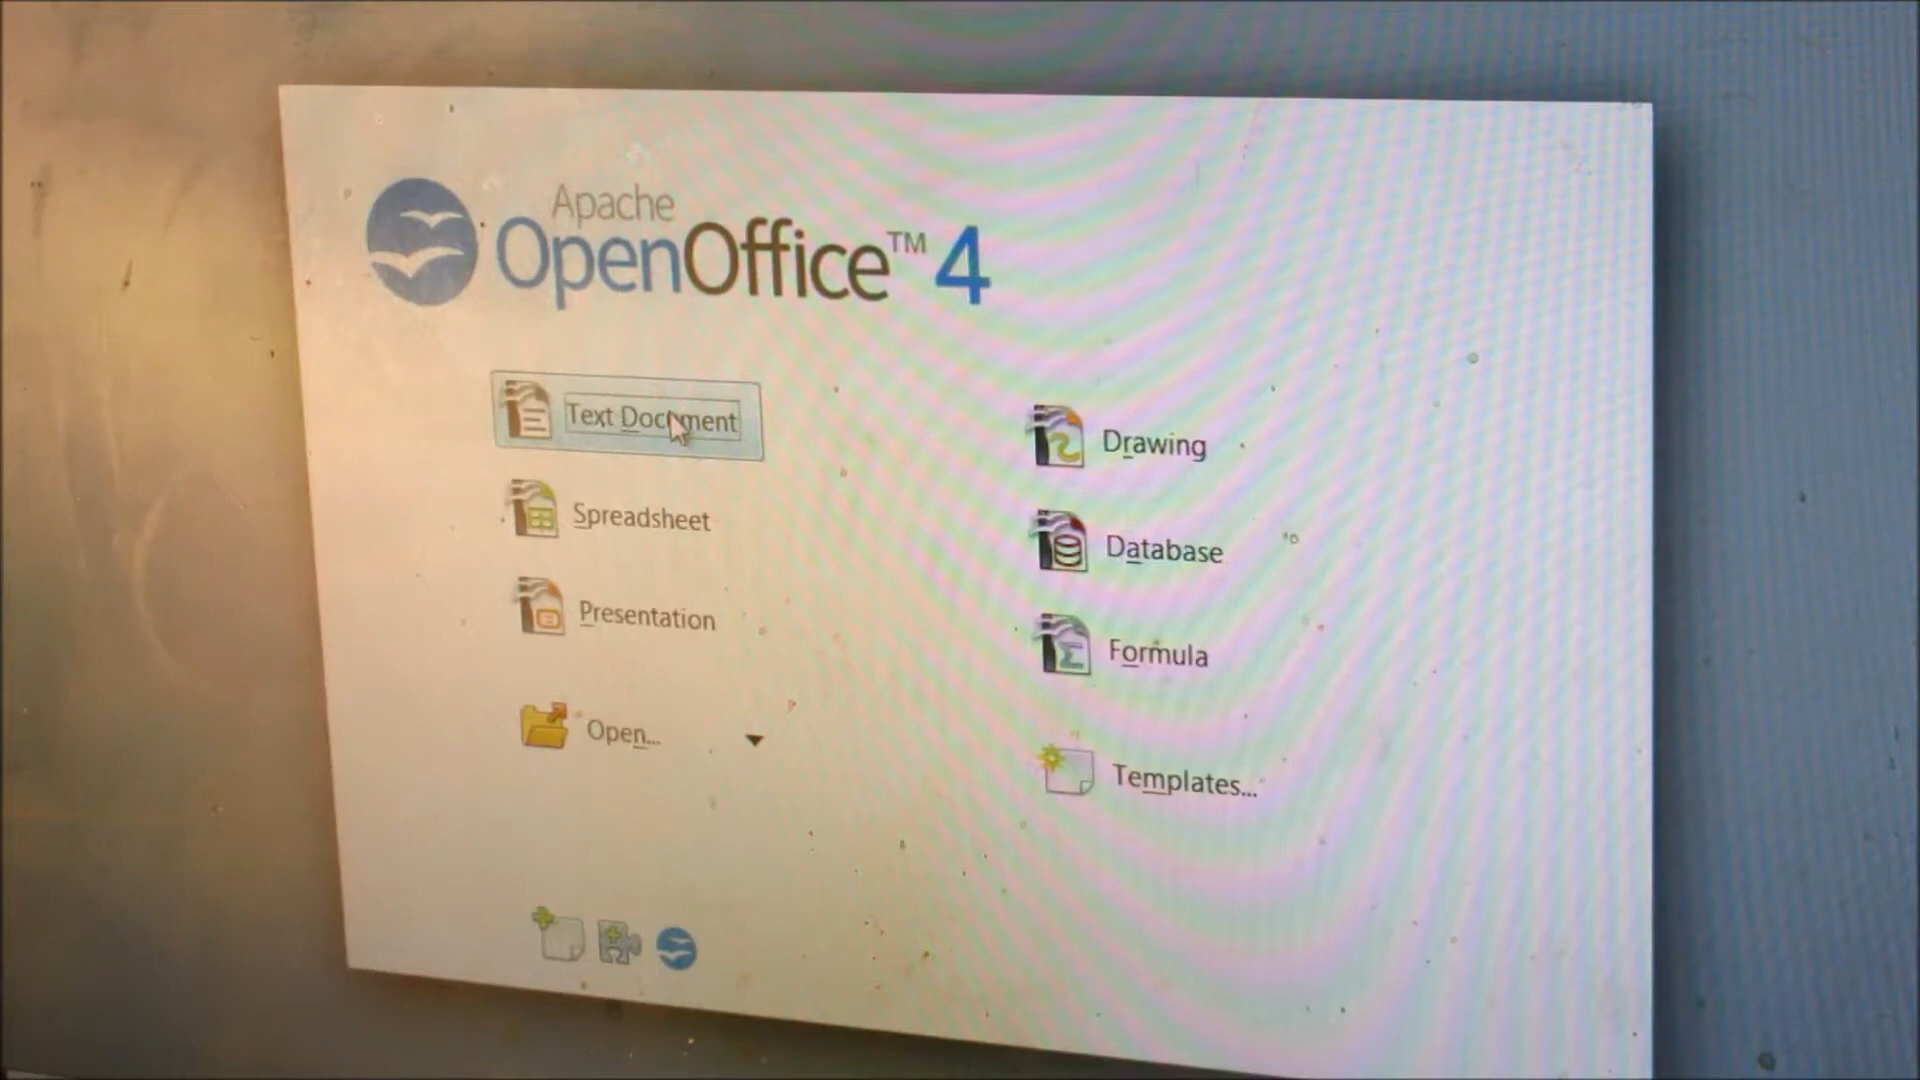 Apache
OpenOffice™ 4
Text Document
Spreadsheet
Presentation
Open...
Drawing
Database
Formula
Templates...